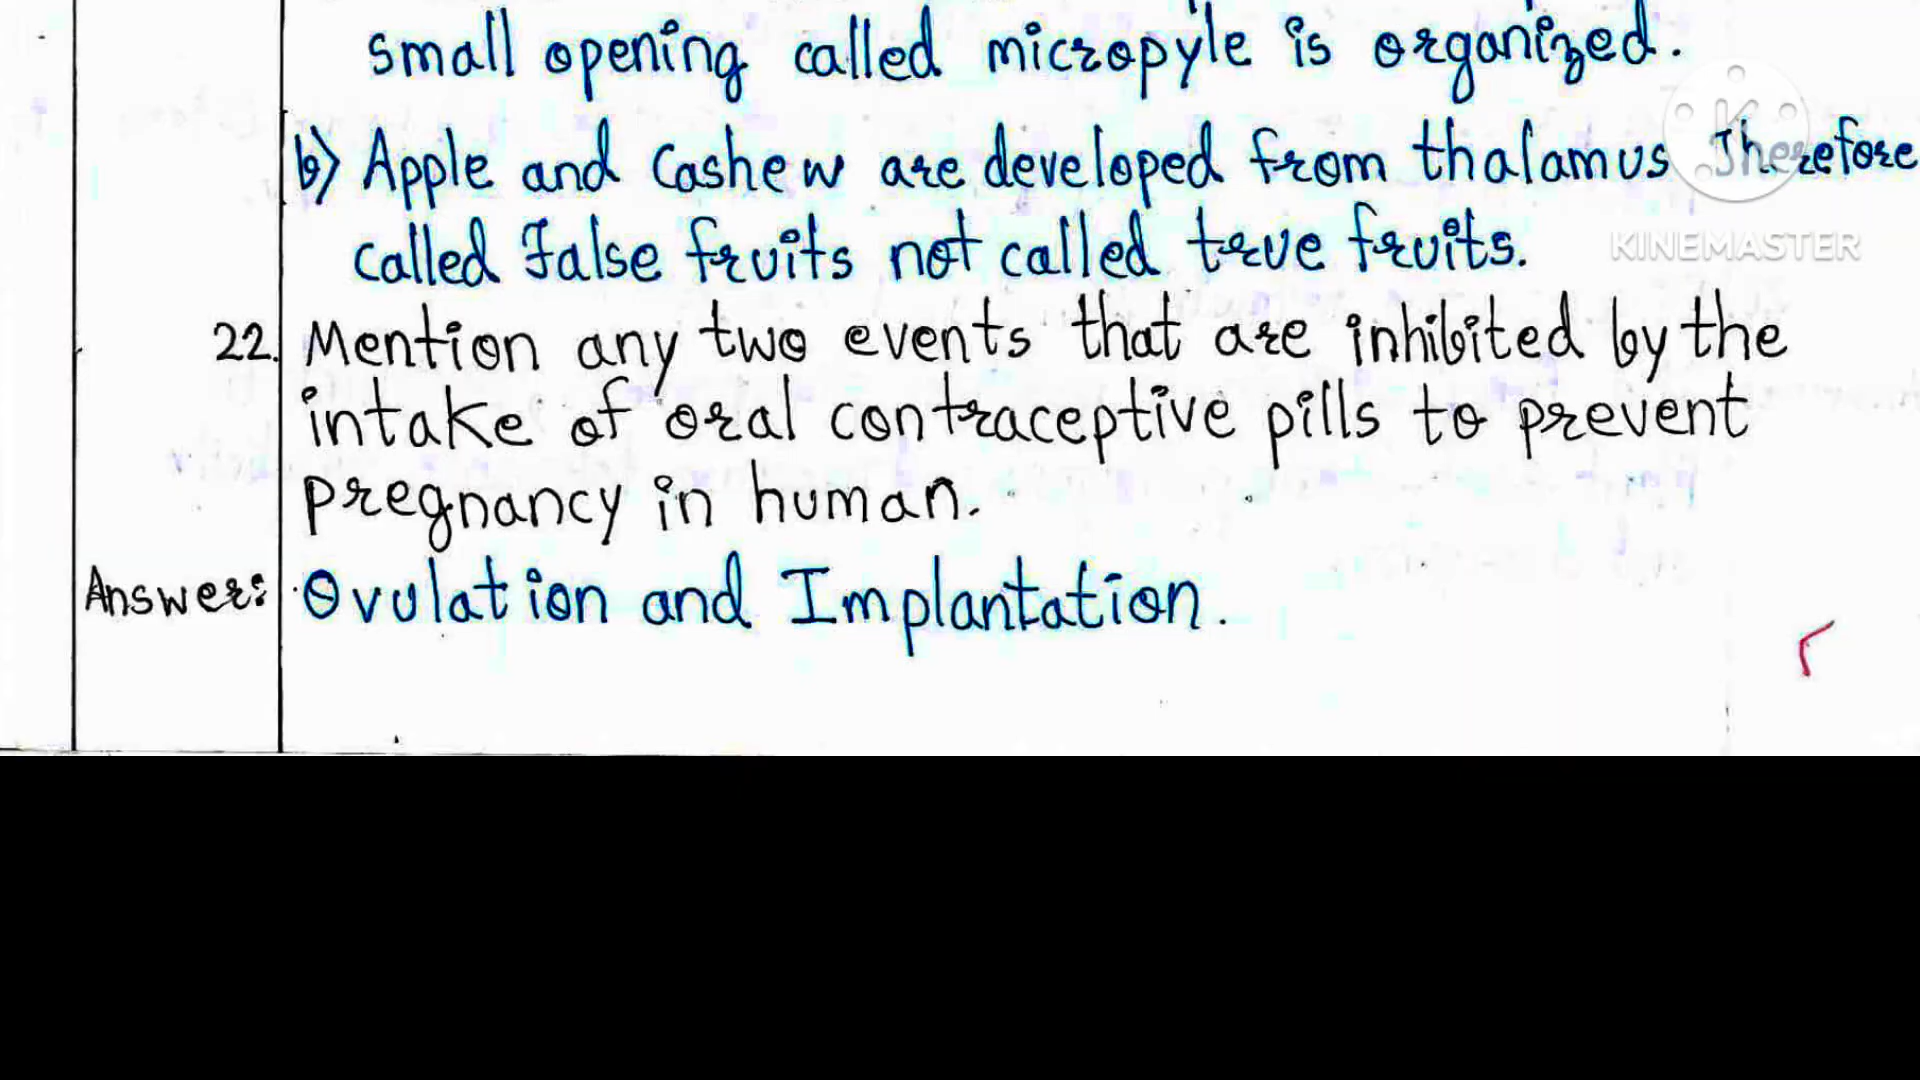 small opening called micropyle is organized.
b) Apple and Cashew are developed from thalamus Therefore
called False fruits not called true fruits.
KINEMASTER
22. Mention any two events that are inhibited by the
intake of oral contraceptive pills to prevent
pregnancy in human.
Answer: Ovulation and Implantation.